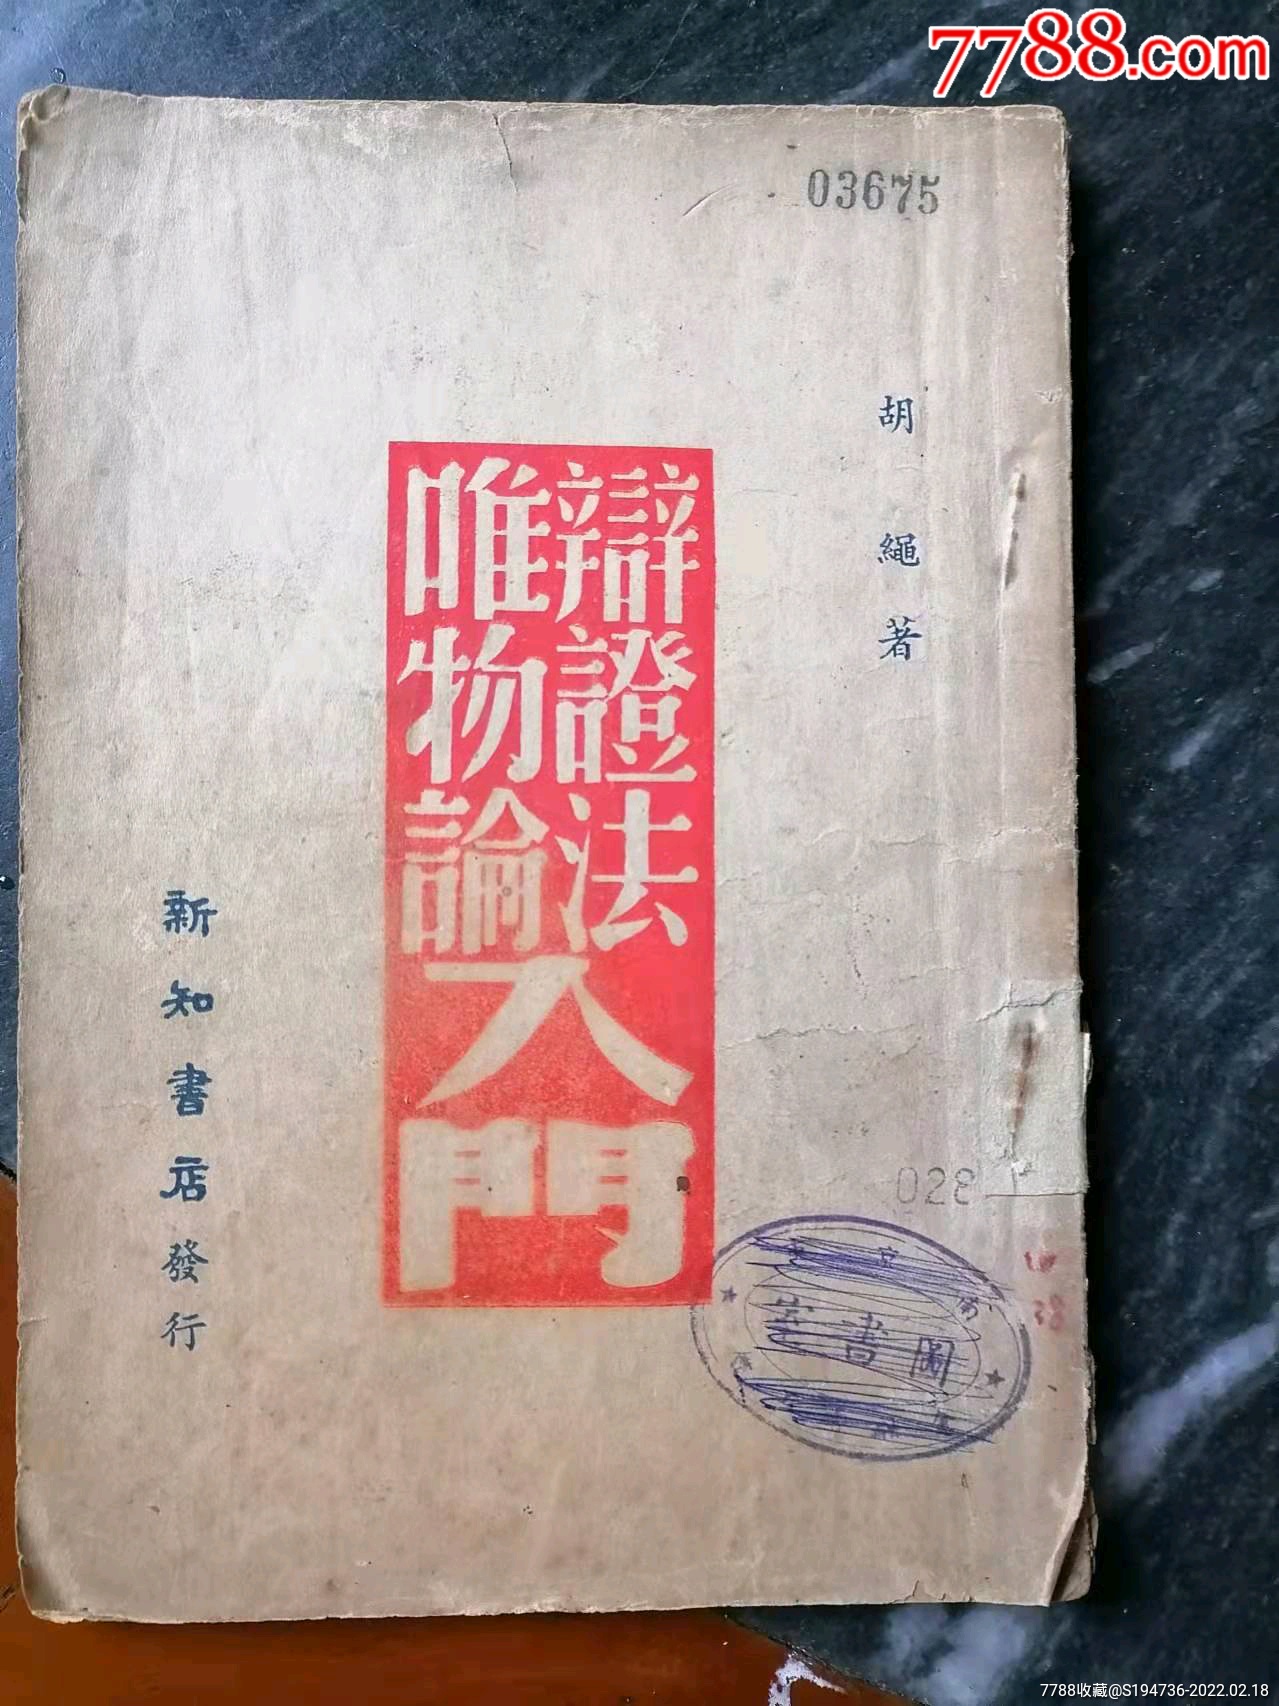 7788.com
03675
胡繩著
辯證法
唯物論
入門
新知書店發行
028
圖書室
7788收藏@S194736-2022.02.18